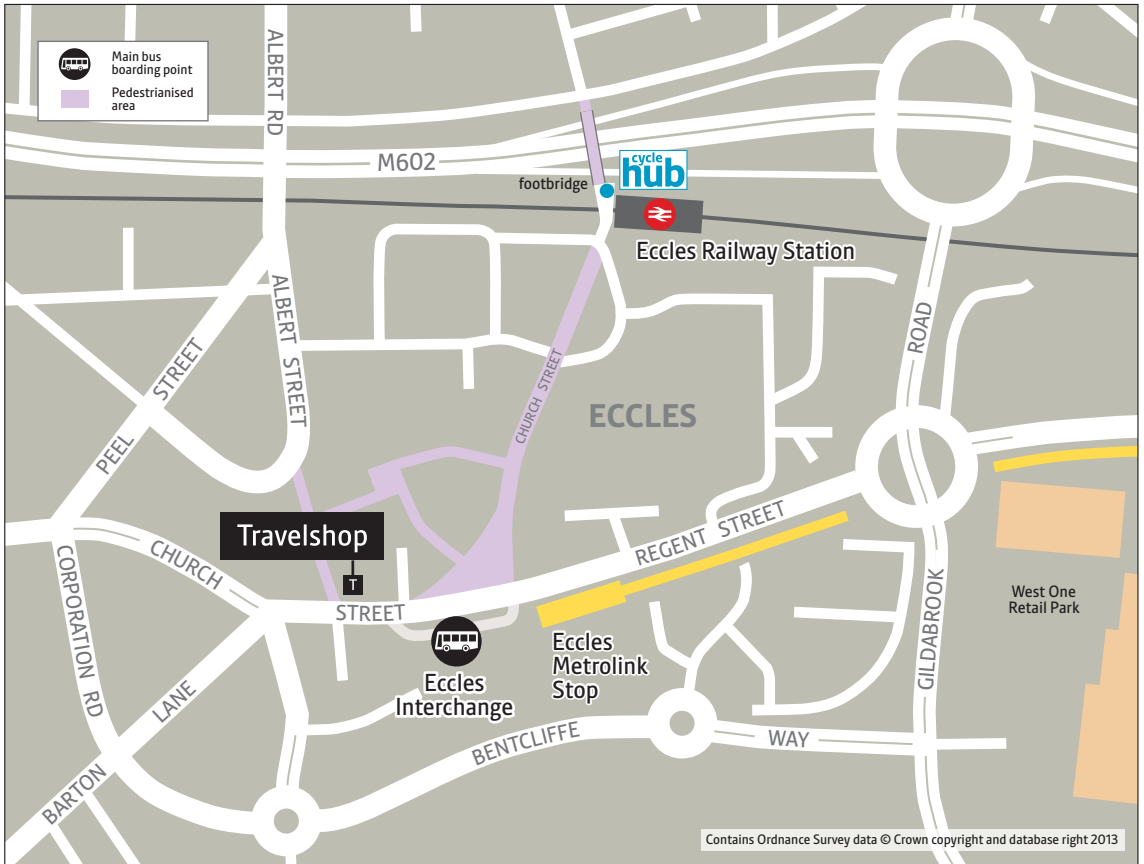 Main bus
boarding point
Pedestrianised
area
ALBERT RD
M602
footbridge
cycle
hub
Eccles Railway Station
ALBERT STREET
PEEL STREET
CHURCH STREET
ECCLES
ROAD
Travelshop
T
CHURCH
STREET
REGENT STREET
CORPORATION RD
BARTON LANE
Eccles
Interchange
Eccles
Metrolink
Stop
BENTCLIFFE WAY
GILDABROOK
West One
Retail Park
Contains Ordnance Survey data © Crown copyright and database right 2013